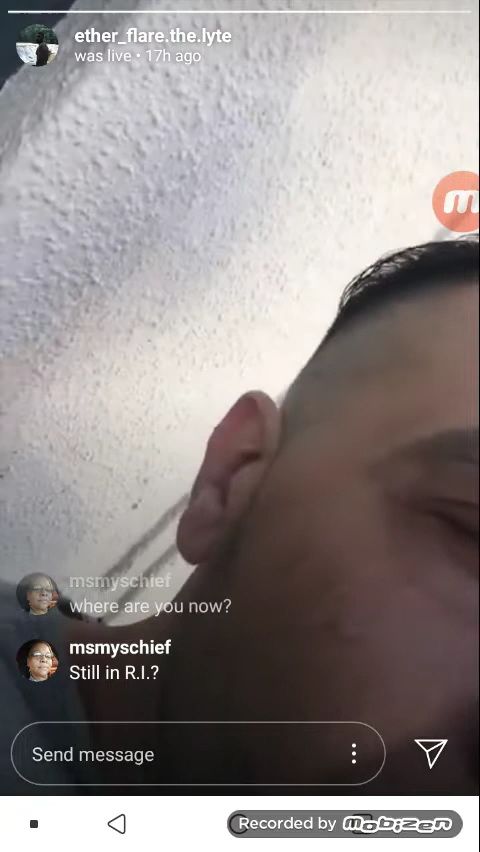 ether_flare.the.lyte
was live • 17h ago
m
msmyschief
where are you now?
msmyschief
Still in R.I.?
Send message
Recorded by mobizen